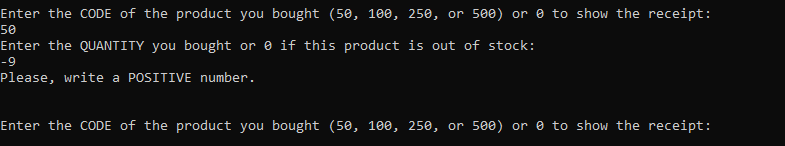 Enter the CODE of the product you bought (50, 100, 250, or 500) or 0 to show the receipt:
50
Enter the QUANTITY you bought or 0 if this product is out of stock:
-9
Please, write a POSITIVE number.
Enter the CODE of the product you bought (50, 100, 250, or 500) or 0 to show the receipt: